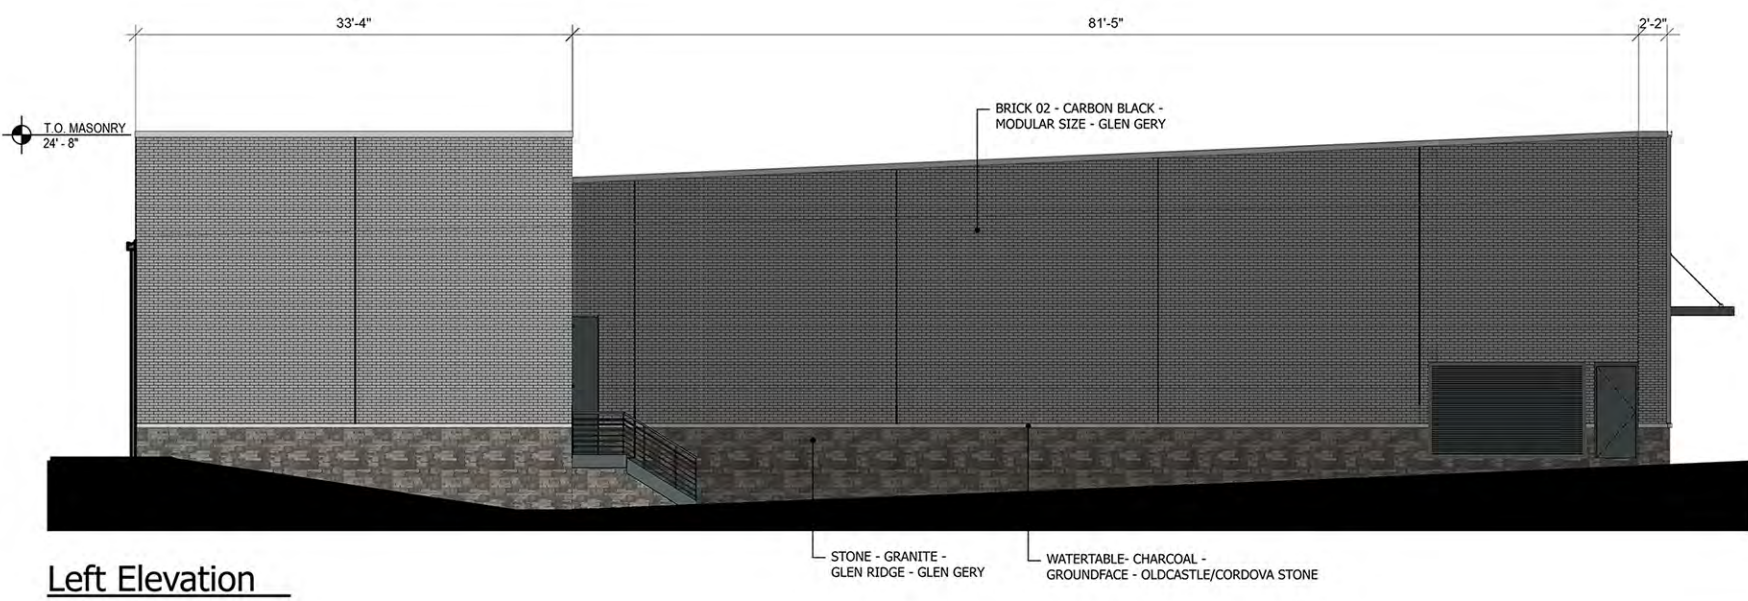 33'-4"
81'-5"
2'-2"
T.O. MASONRY
24' - 8"
BRICK 02 - CARBON BLACK -
MODULAR SIZE - GLEN GERY
STONE - GRANITE -
GLEN RIDGE - GLEN GERY
WATERTABLE- CHARCOAL -
GROUNDFACE - OLDCASTLE/CORDOVA STONE
Left Elevation